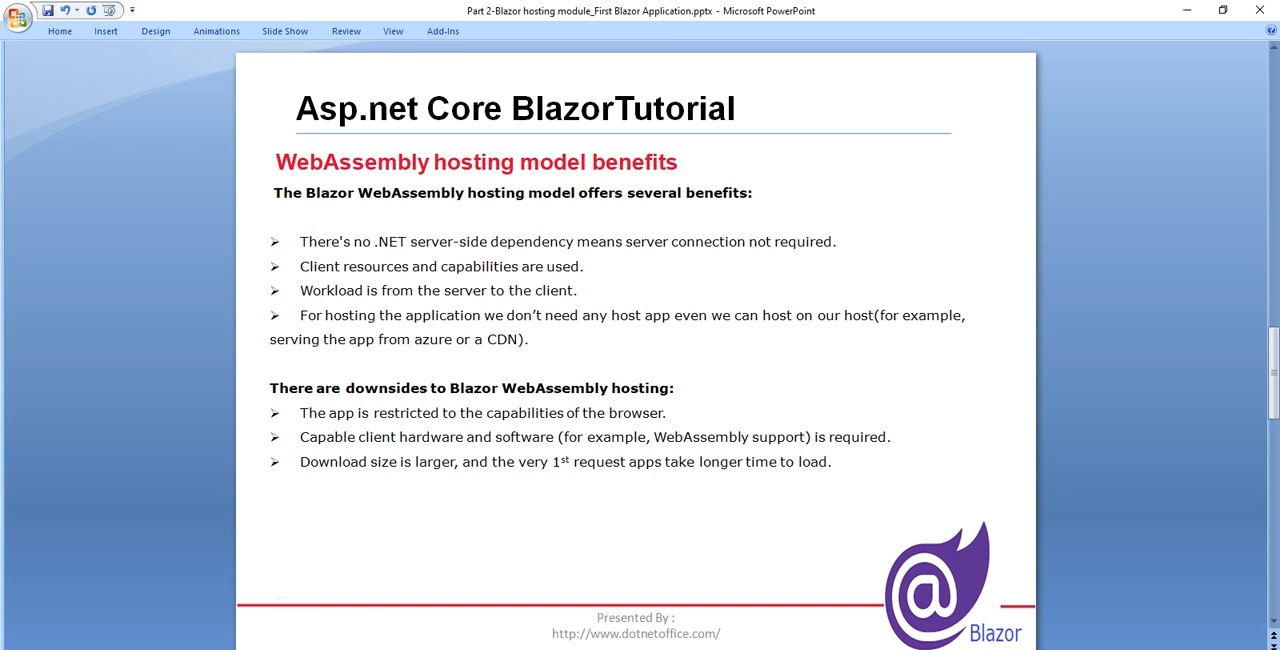 Part 2-Blazor hosting module_First Blazor Application.pptx - Microsoft PowerPoint
Home Insert Design Animations Slide Show Review View Add-Ins
Asp.net Core BlazorTutorial
WebAssembly hosting model benefits
The Blazor WebAssembly hosting model offers several benefits:
➢ There's no .NET server-side dependency means server connection not required.
➢ Client resources and capabilities are used.
➢ Workload is from the server to the client.
➢ For hosting the application we don’t need any host app even we can host on our host(for example,
serving the app from azure or a CDN).
There are downsides to Blazor WebAssembly hosting:
➢ The app is restricted to the capabilities of the browser.
➢ Capable client hardware and software (for example, WebAssembly support) is required.
➢ Download size is larger, and the very 1st request apps take longer time to load.
Presented By :
http://www.dotnetoffice.com/
@
Blazor